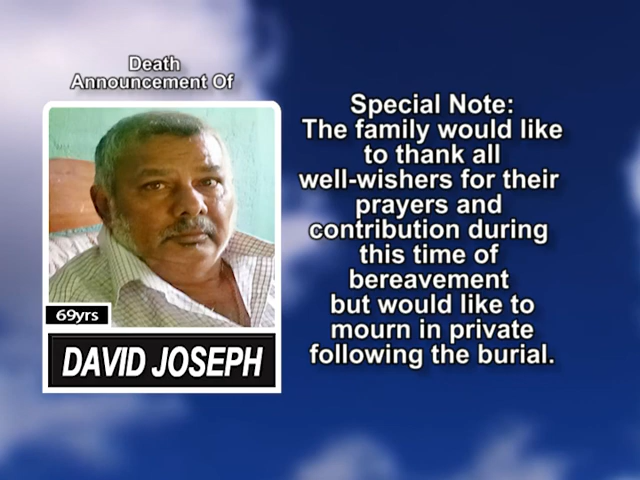 Death
Announcement Of
69yrs
DAVID JOSEPH
Special Note:
The family would like
to thank all
well-wishers for their
prayers and
contribution during
this time of
bereavement
but would like to
mourn in private
following the burial.